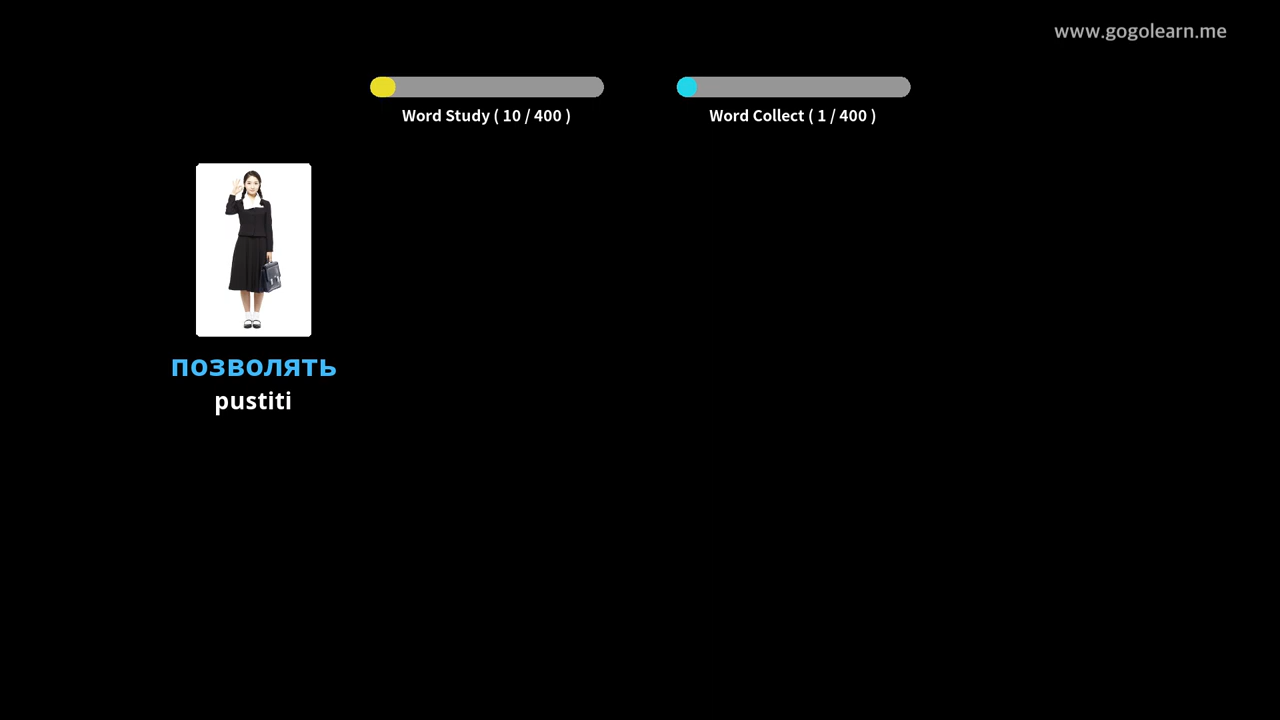 www.gogolearn.me
Word Study ( 10 / 400 )
Word Collect ( 1 / 400 )
позволять
pustiti